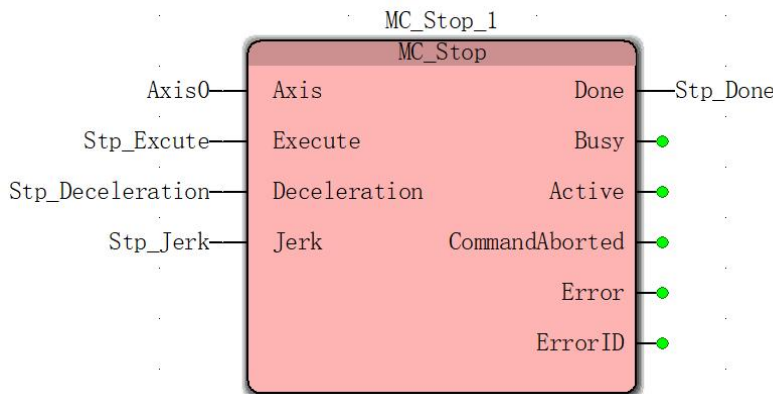 MC_Stop_1
MC_Stop
Axis0 Axis Done Stp_Done
Stp_Excute Execute Busy
Stp_Deceleration Deceleration Active
Stp_Jerk Jerk CommandAborted
Error
ErrorID